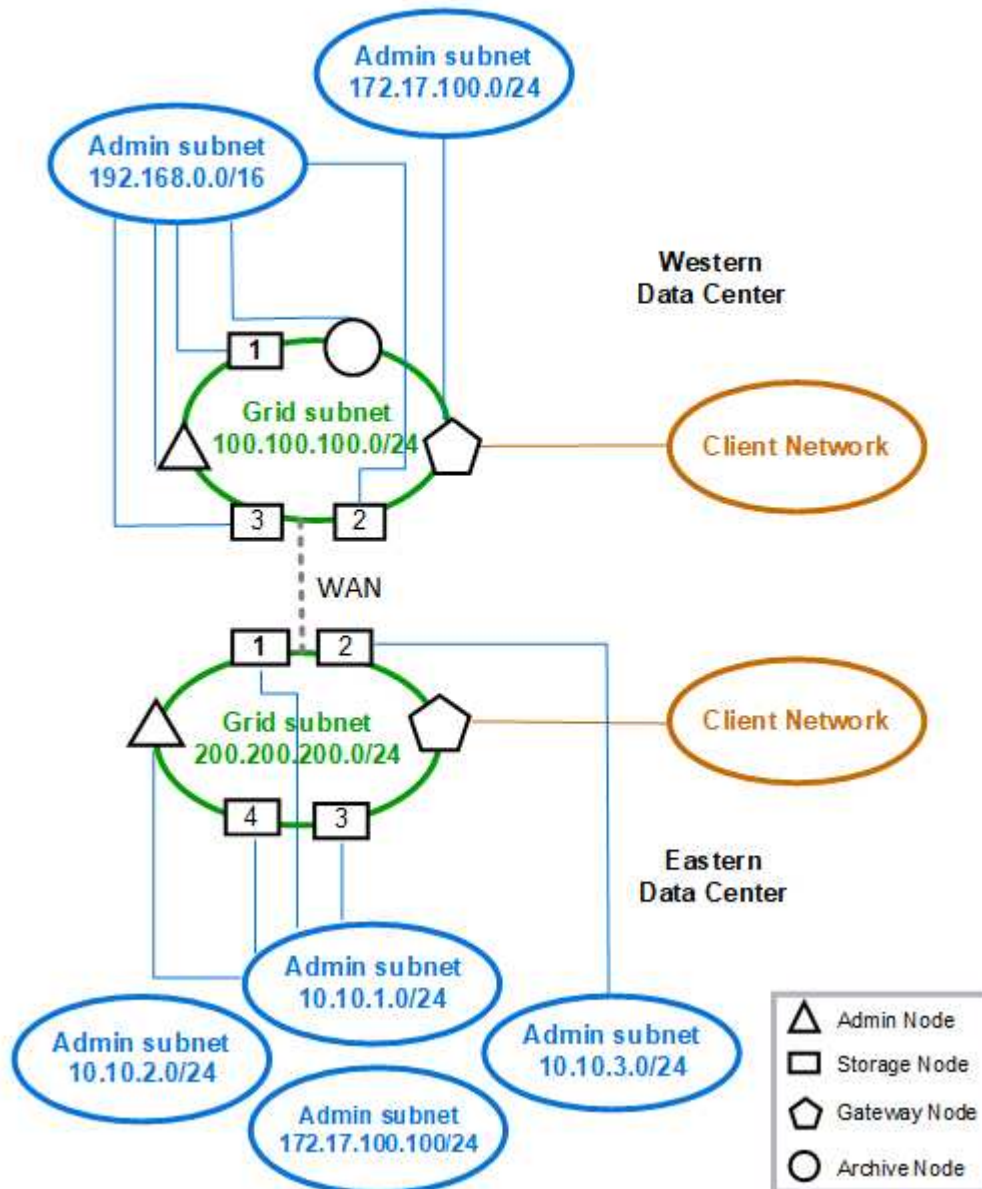 Admin subnet
172.17.100.0/24
Admin subnet
192.168.0.0/16
Western
Data Center
1
Grid subnet
100.100.100.0/24
Client Network
3
2
WAN
1
2
Grid subnet
200.200.200.0/24
Client Network
4
3
Eastern
Data Center
Admin subnet
10.10.1.0/24
Admin subnet
10.10.2.0/24
Admin subnet
10.10.3.0/24
Admin subnet
172.17.100.100/24
Admin Node
Storage Node
Gateway Node
Archive Node